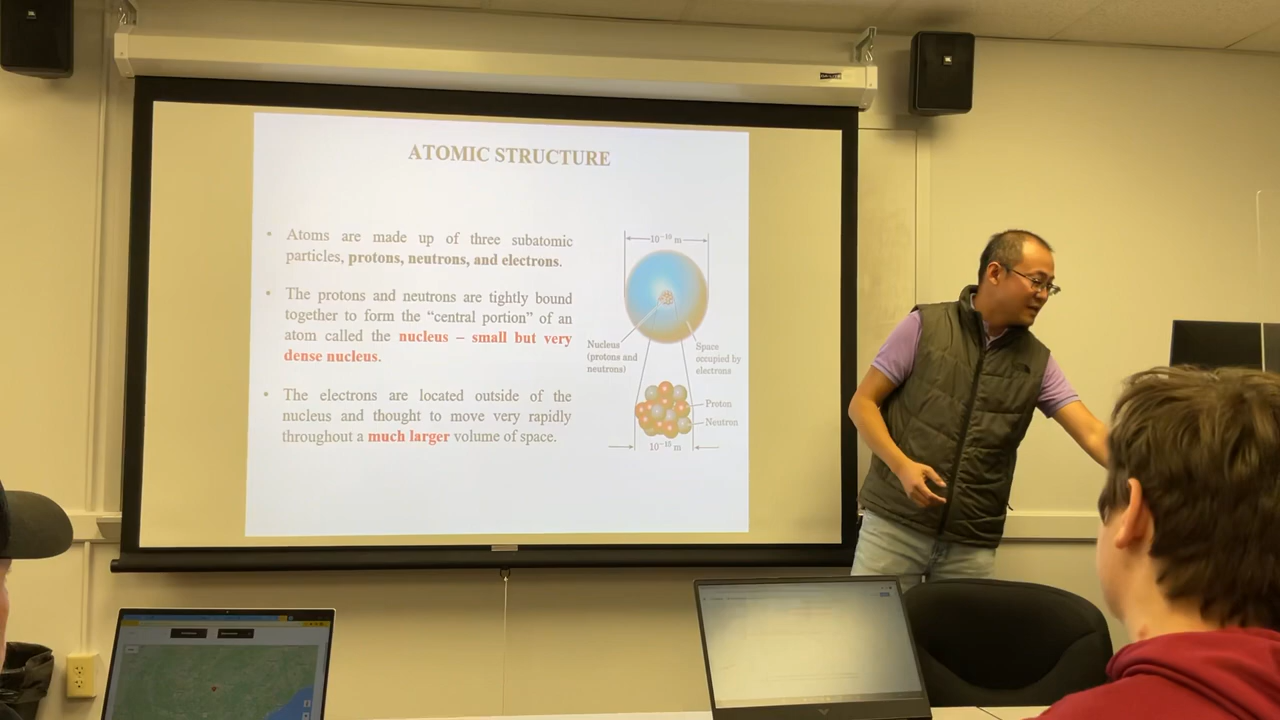 ATOMIC STRUCTURE
• Atoms are made up of three subatomic
particles, protons, neutrons, and electrons.
• The protons and neutrons are tightly bound
together to form the “central portion” of an
atom called the nucleus – small but very
dense nucleus.
• The electrons are located outside of the
nucleus and thought to move very rapidly
throughout a much larger volume of space.
10⁻¹⁰ m
Nucleus
(protons and
neutrons)
Space
occupied by
electrons
Proton
Neutron
10⁻¹⁵ m
JBL
JBL